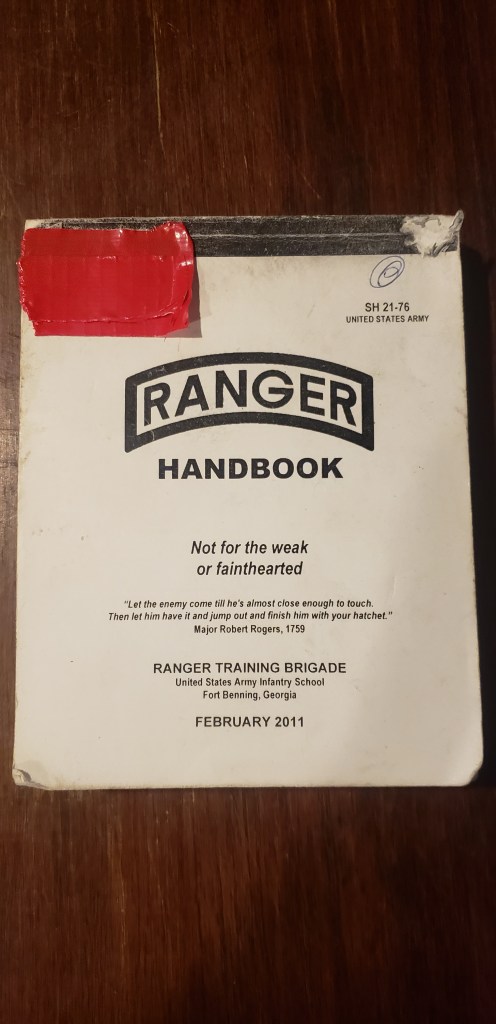 SH 21-76
UNITED STATES ARMY
RANGER
HANDBOOK
Not for the weak
or fainthearted
"Let the enemy come till he's almost close enough to touch.
Then let him have it and jump out and finish him with your hatchet."
Major Robert Rogers, 1759
RANGER TRAINING BRIGADE
United States Army Infantry School
Fort Benning, Georgia
FEBRUARY 2011